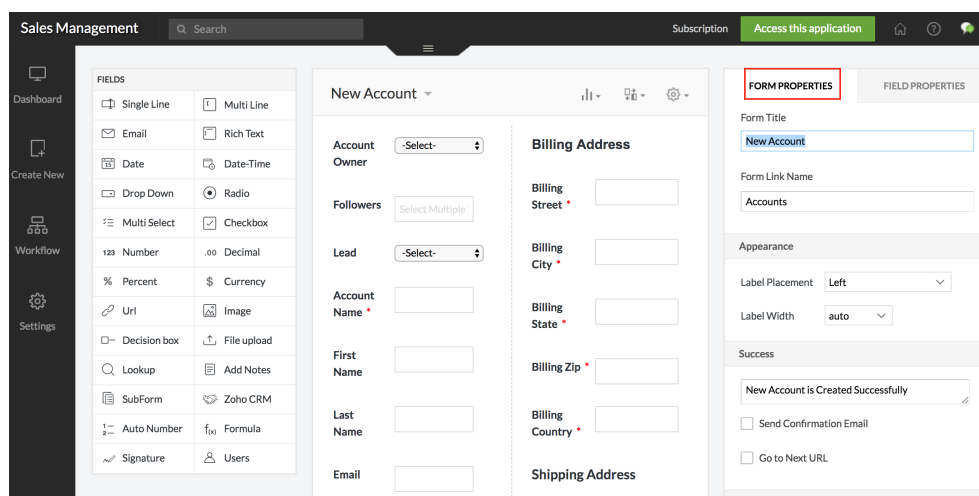 Sales Management
Search
Subscription
Access this application
Dashboard
Create New
Workflow
Settings
FIELDS
Single Line
Multi Line
Email
Rich Text
Date
Date-Time
Drop Down
Radio
Multi Select
Checkbox
123 Number
.00 Decimal
% Percent
$ Currency
Url
Image
Decision box
File upload
Lookup
Add Notes
SubForm
Zoho CRM
Auto Number
f(x) Formula
Signature
Users
New Account
Account
Owner
-Select-
Followers
Select Multiple
Lead
-Select-
Account
Name *
First
Name
Last
Name
Email
Billing Address
Billing
Street *
Billing
City *
Billing
State *
Billing Zip *
Billing
Country *
Shipping Address
FORM PROPERTIES
FIELD PROPERTIES
Form Title
New Account
Form Link Name
Accounts
Appearance
Label Placement
Left
Label Width
auto
Success
New Account is Created Successfully
Send Confirmation Email
Go to Next URL